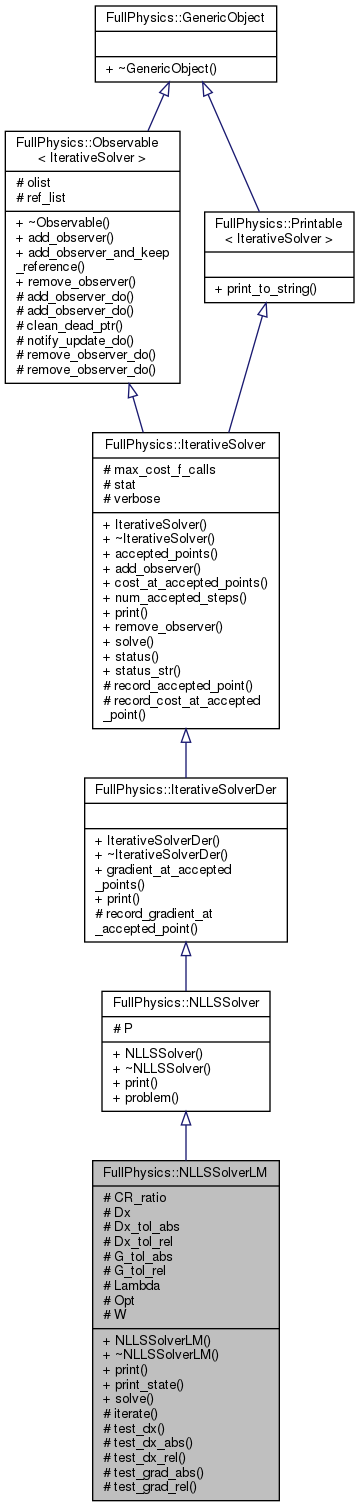 FullPhysics::GenericObject
+ ~GenericObject()
FullPhysics::Observable
< IterativeSolver >
# olist
# ref_list
+ ~Observable()
+ add_observer()
+ add_observer_and_keep
_reference()
+ remove_observer()
# add_observer_do()
# add_observer_do()
# clean_dead_ptr()
# notify_update_do()
# remove_observer_do()
# remove_observer_do()
FullPhysics::Printable
< IterativeSolver >
+ print_to_string()
FullPhysics::IterativeSolver
# max_cost_f_calls
# stat
# verbose
+ IterativeSolver()
+ ~IterativeSolver()
+ accepted_points()
+ add_observer()
+ cost_at_accepted_points()
+ num_accepted_steps()
+ print()
+ remove_observer()
+ solve()
+ status()
+ status_str()
# record_accepted_point()
# record_cost_at_accepted
_point()
FullPhysics::IterativeSolverDer
+ IterativeSolverDer()
+ ~IterativeSolverDer()
+ gradient_at_accepted
_points()
+ print()
# record_gradient_at
_accepted_point()
FullPhysics::NLLSSolver
# P
+ NLLSSolver()
+ ~NLLSSolver()
+ print()
+ problem()
FullPhysics::NLLSSolverLM
# CR_ratio
# Dx
# Dx_tol_abs
# Dx_tol_rel
# G_tol_abs
# G_tol_rel
# Lambda
# Opt
# W
+ NLLSSolverLM()
+ ~NLLSSolverLM()
+ print()
+ print_state()
+ solve()
# iterate()
# test_dx()
# test_dx_abs()
# test_dx_rel()
# test_grad_abs()
# test_grad_rel()